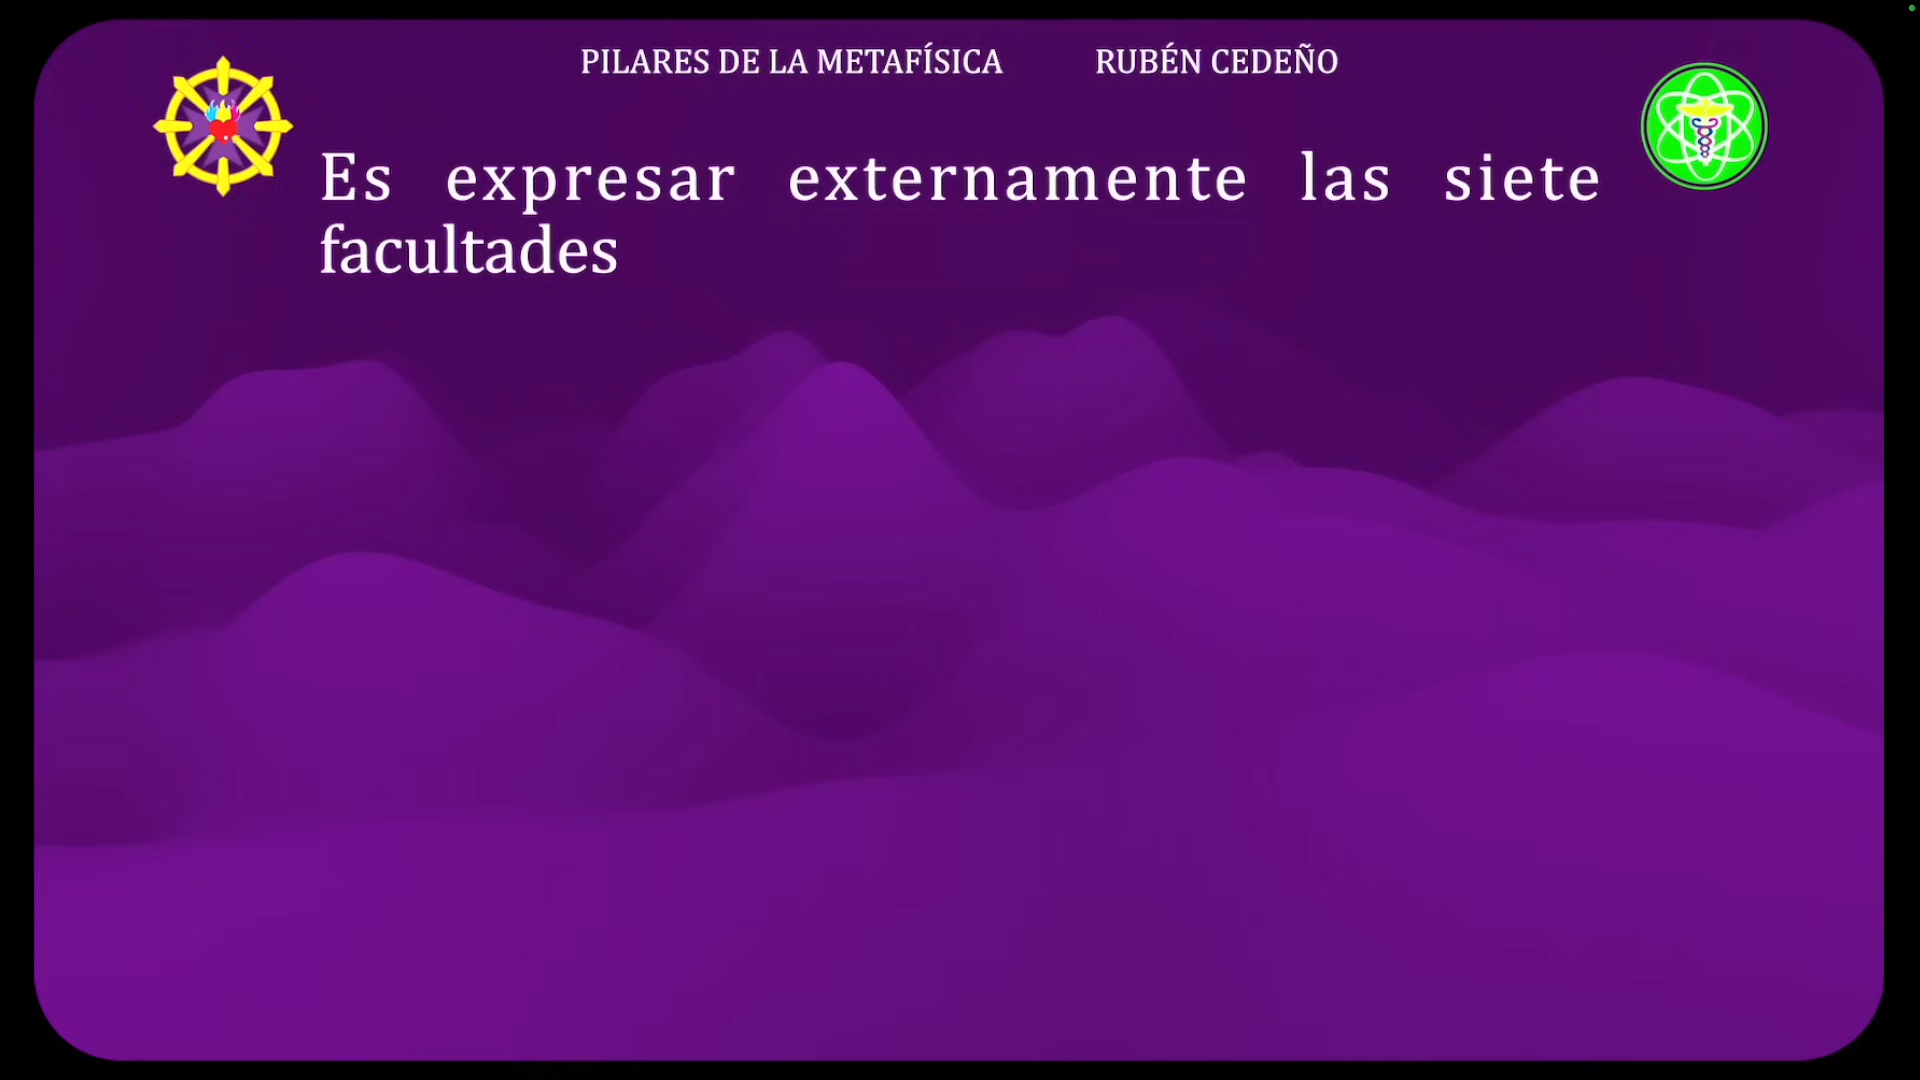 PILARES DE LA METAFÍSICA RUBÉN CEDEÑO
Es expresar externamente las siete
facultades